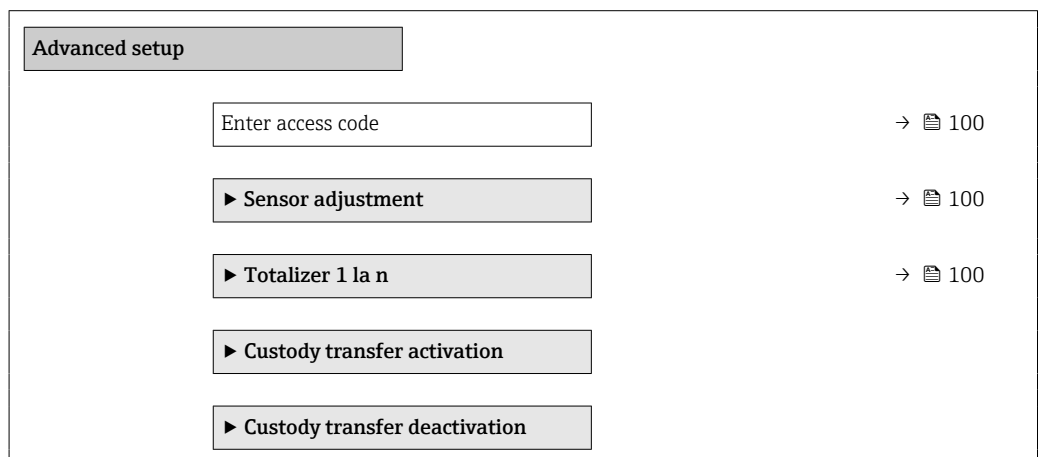 Advanced setup
Enter access code → 100
▶ Sensor adjustment → 100
▶ Totalizer 1 la n → 100
▶ Custody transfer activation
▶ Custody transfer deactivation